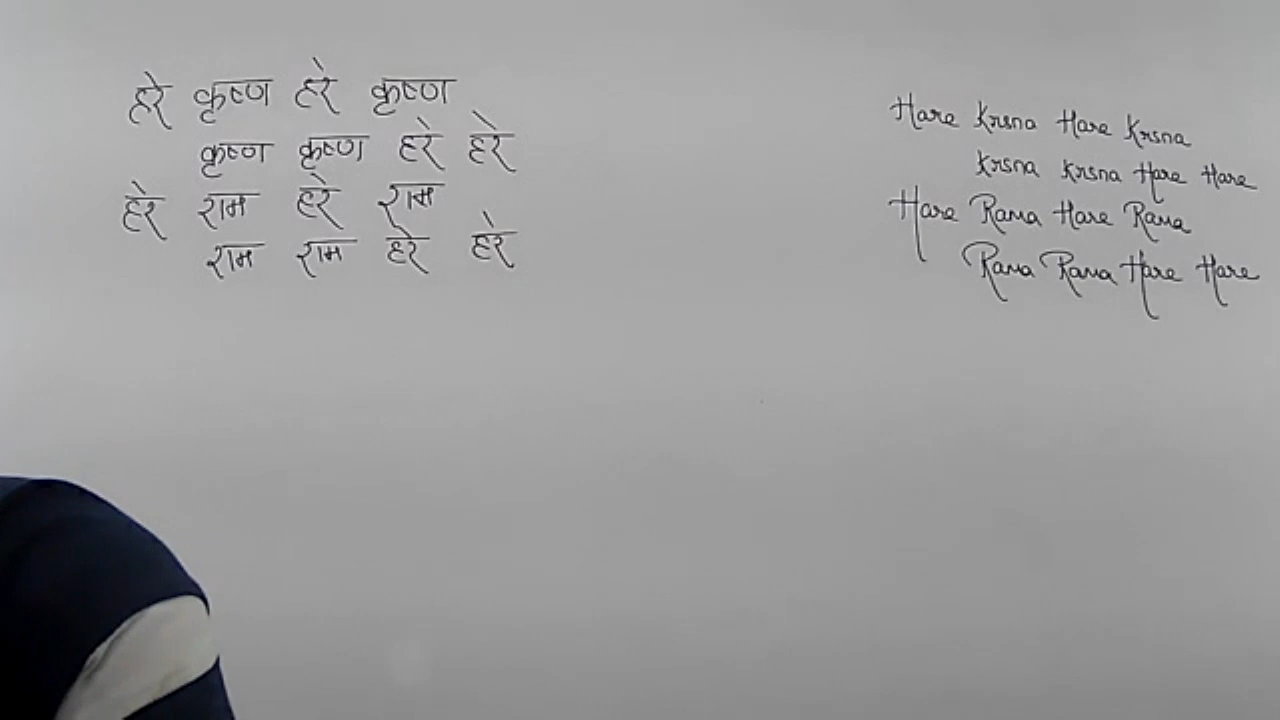 हरे कृष्ण हरे कृष्ण
कृष्ण कृष्ण हरे हरे
हरे राम हरे राम
राम राम हरे हरे
Hare Krsna Hare Krsna
Krsna Krsna Hare Hare
Hare Rama Hare Rama
Rama Rama Hare Hare